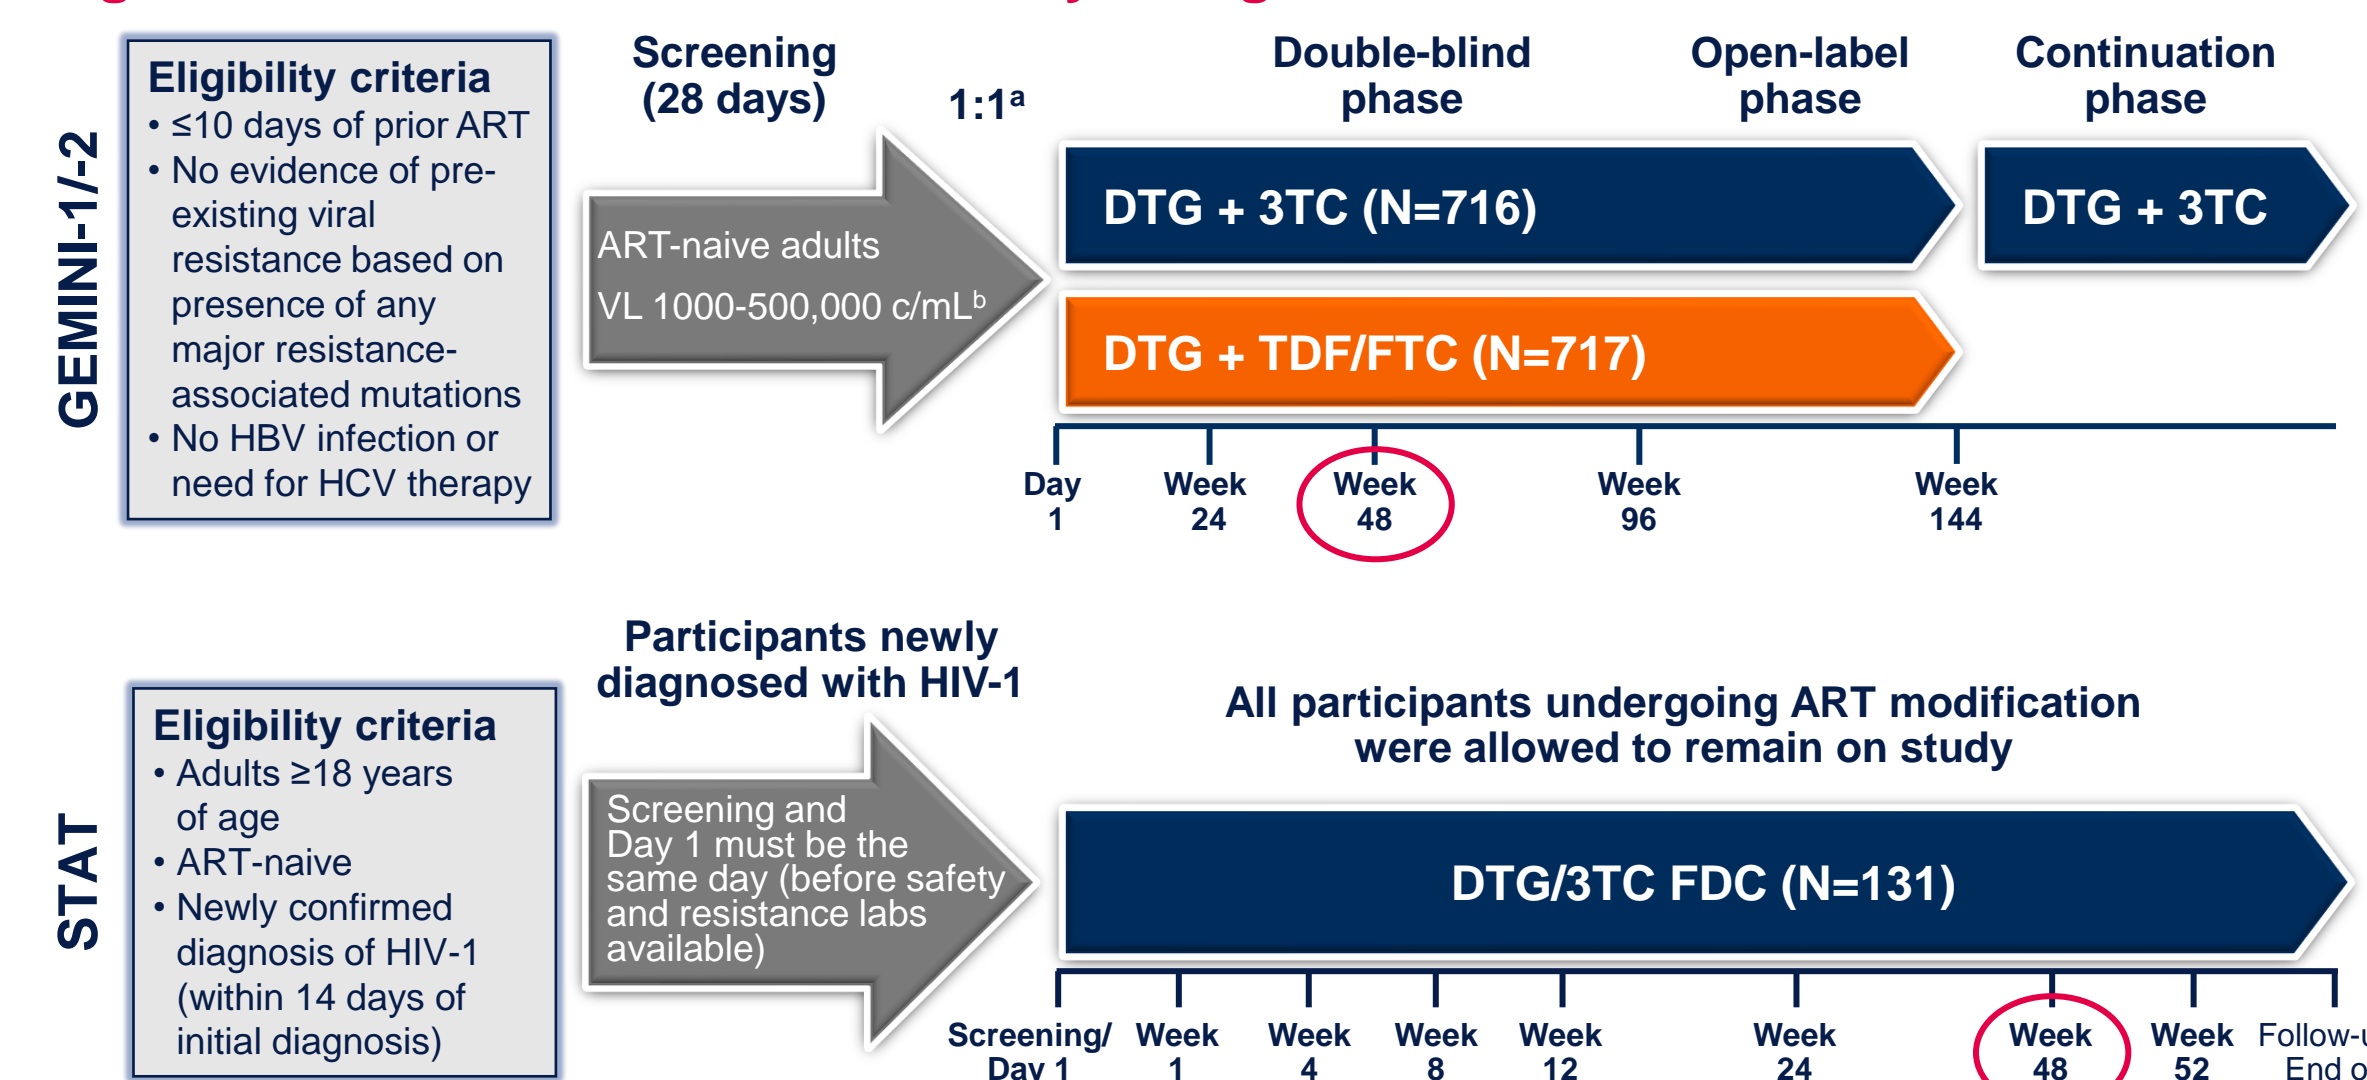 GEMINI-1/-2
Eligibility criteria
• ≤10 days of prior ART
• No evidence of pre-
existing viral
resistance based on
presence of any
major resistance-
associated mutations
• No HBV infection or
need for HCV therapy
Screening
(28 days)
1:1ᵃ
Double-blind
phase
Open-label
phase
Continuation
phase
ART-naive adults
VL 1000-500,000 c/mLᵇ
DTG + 3TC (N=716)
DTG + 3TC
DTG + TDF/FTC (N=717)
Day
1
Week
24
Week
48
Week
96
Week
144
STAT
Eligibility criteria
• Adults ≥18 years
of age
• ART-naive
• Newly confirmed
diagnosis of HIV-1
(within 14 days of
initial diagnosis)
Participants newly
diagnosed with HIV-1
Screening and
Day 1 must be the
same day (before safety
and resistance labs
available)
All participants undergoing ART modification
were allowed to remain on study
DTG/3TC FDC (N=131)
Screening/
Day 1
Week
1
Week
4
Week
8
Week
12
Week
24
Week
48
Week
52
End